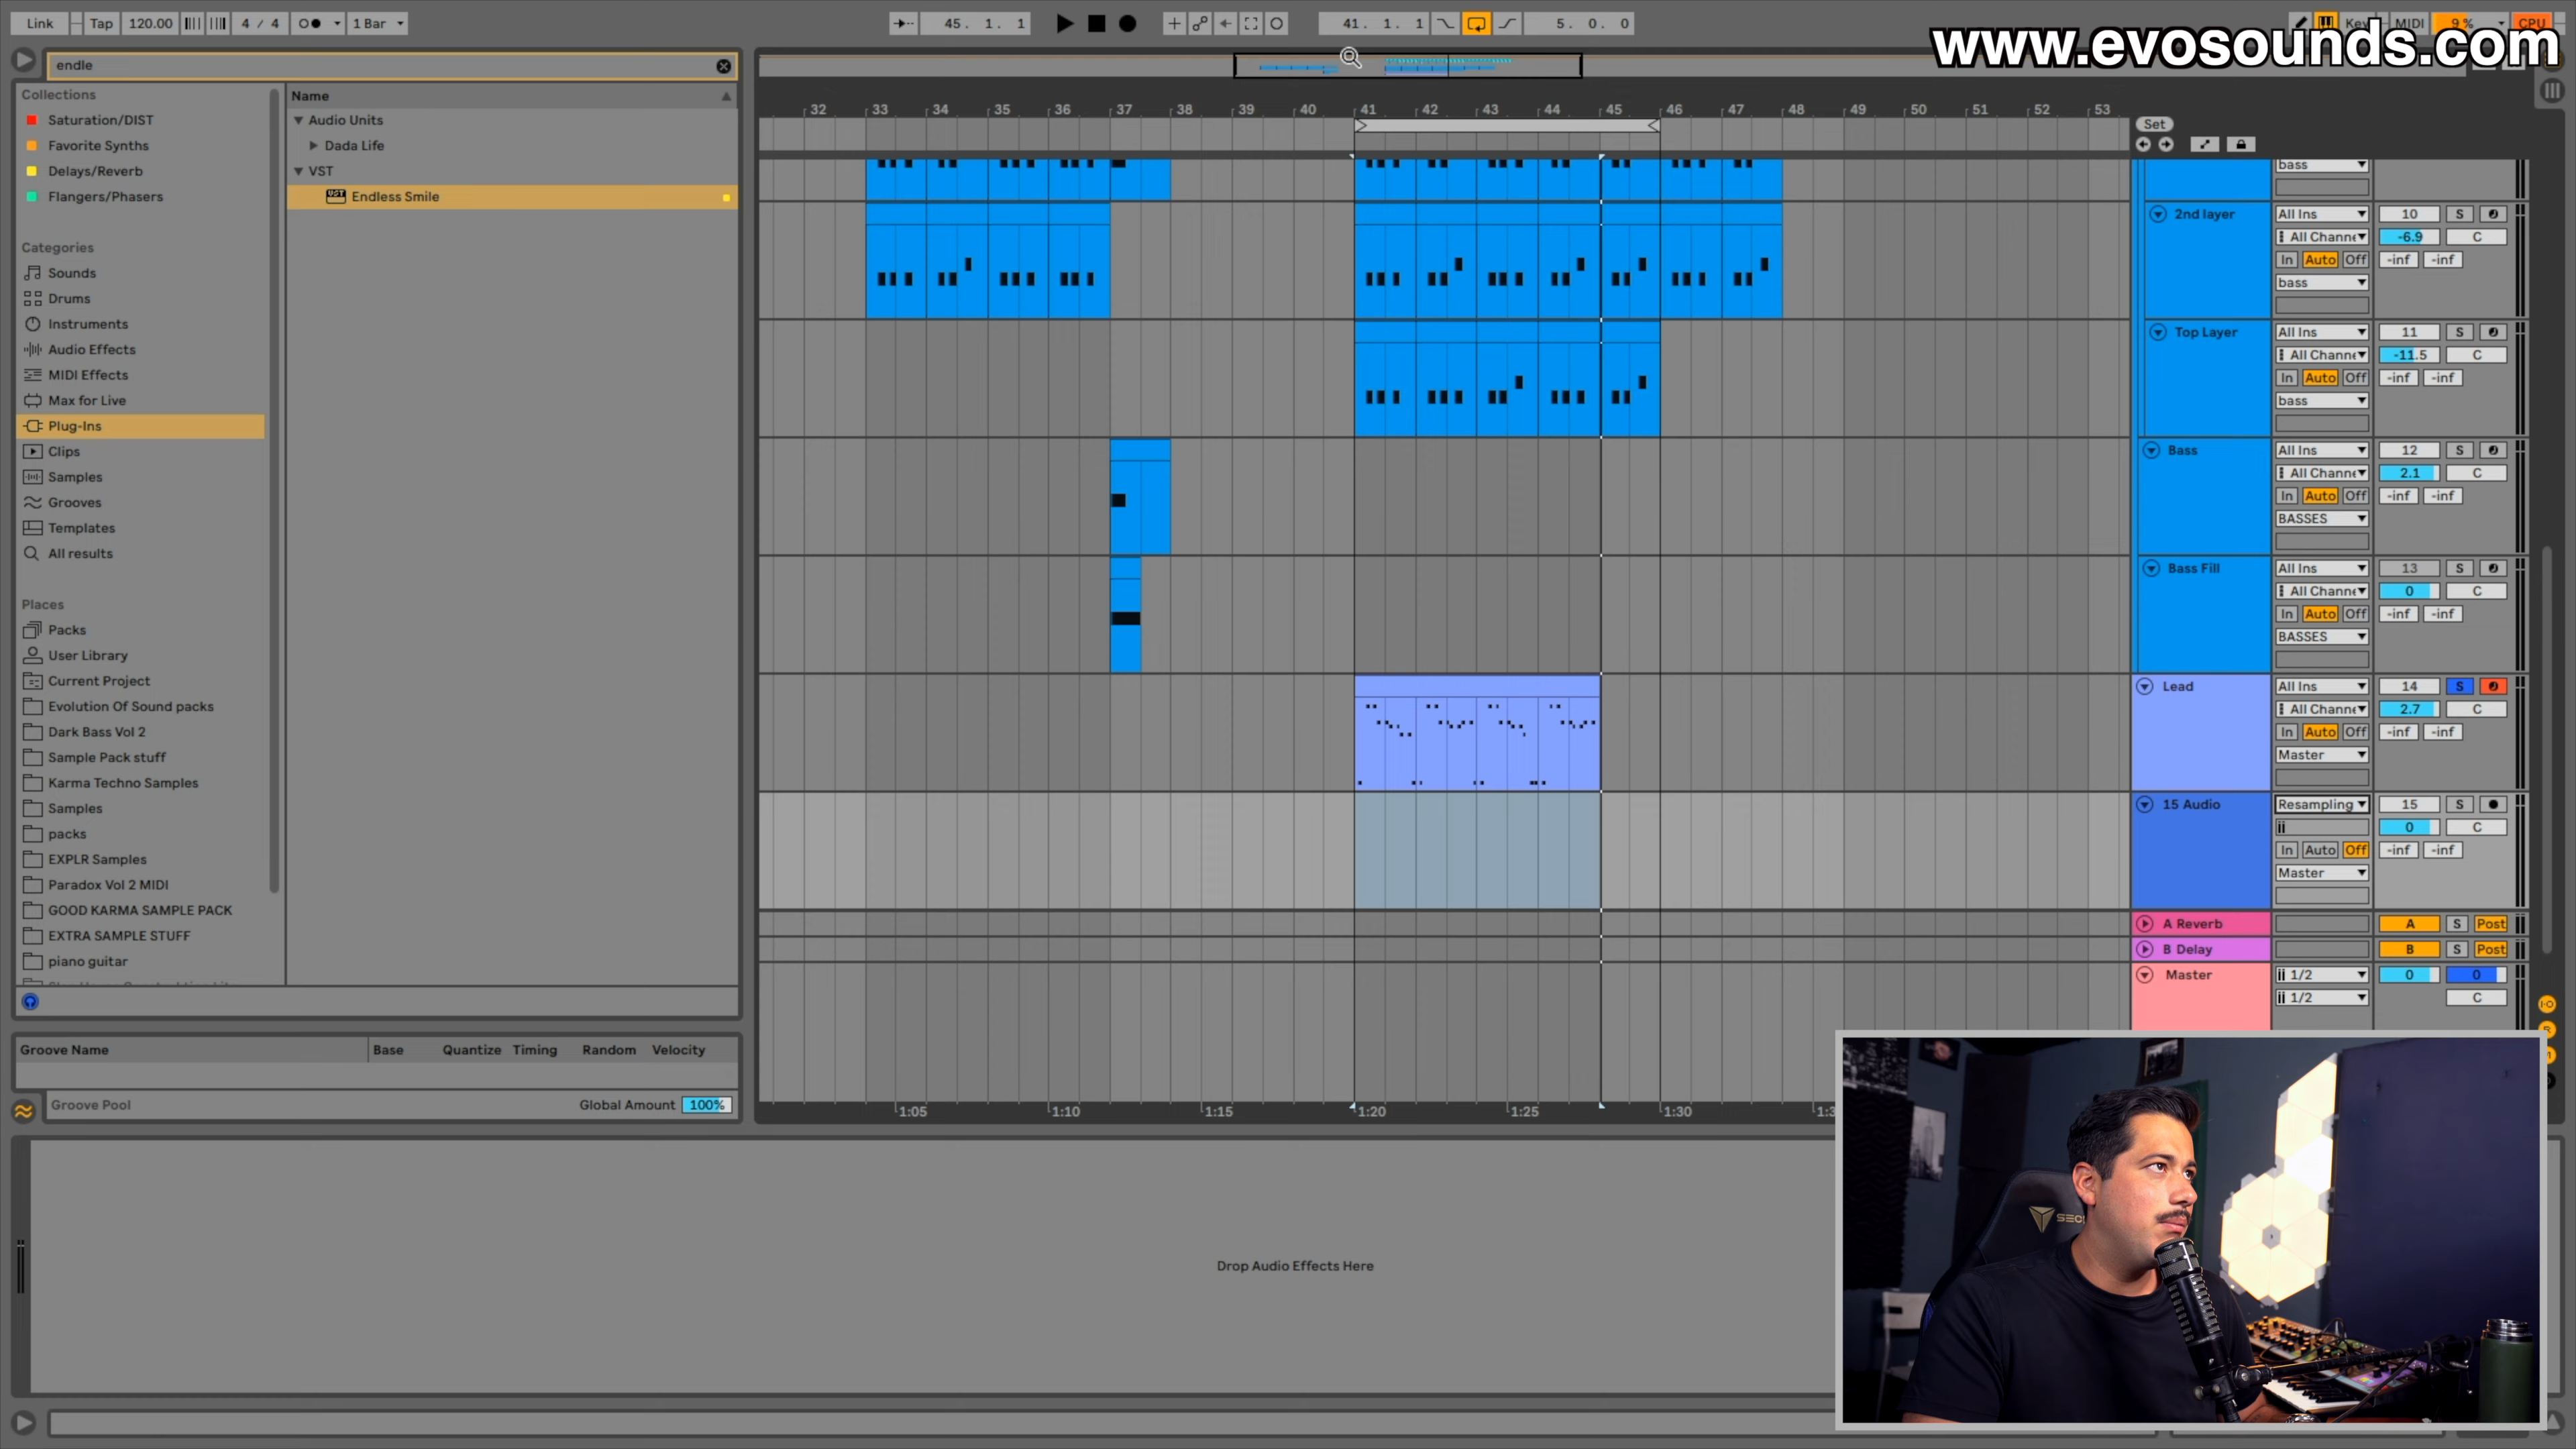 Link Tap 120.00 4 / 4 1 Bar 45. 1. 1 41. 1. 1 5. 0. 0 Key MIDI 9 % CPU
www.evosounds.com
endle
Collections
Saturation/DIST
Favorite Synths
Delays/Reverb
Flangers/Phasers
Categories
Sounds
Drums
Instruments
Audio Effects
MIDI Effects
Max for Live
Plug-Ins
Clips
Samples
Grooves
Templates
All results
Places
Packs
User Library
Current Project
Evolution Of Sound packs
Dark Bass Vol 2
Sample Pack stuff
Karma Techno Samples
Samples
packs
EXPLR Samples
Paradox Vol 2 MIDI
GOOD KARMA SAMPLE PACK
EXTRA SAMPLE STUFF
piano guitar
Name
Audio Units
Dada Life
VST
Endless Smile
Groove Name Base Quantize Timing Random Velocity
Groove Pool Global Amount 100%
32 33 34 35 36 37 38 39 40 41 42 43 44 45 46 47 48 49 50 51 52 53
Set
bass
2nd layer All Ins 10 S
All Channe -6.9 C
In Auto Off -inf -inf
bass
Top Layer All Ins 11 S
All Channe -11.5 C
In Auto Off -inf -inf
bass
Bass All Ins 12 S
All Channe 2.1 C
In Auto Off -inf -inf
BASSES
Bass Fill All Ins 13 S
All Channe 0 C
In Auto Off -inf -inf
BASSES
Lead All Ins 14 S
All Channe 2.7 C
In Auto Off -inf -inf
Master
15 Audio Resampling 15 S
0 C
In Auto Off -inf -inf
Master
A Reverb A S Post
B Delay B S Post
Master 1/2 0 0
1/2 C
1:05 1:10 1:15 1:20 1:25 1:30 1:3
Drop Audio Effects Here